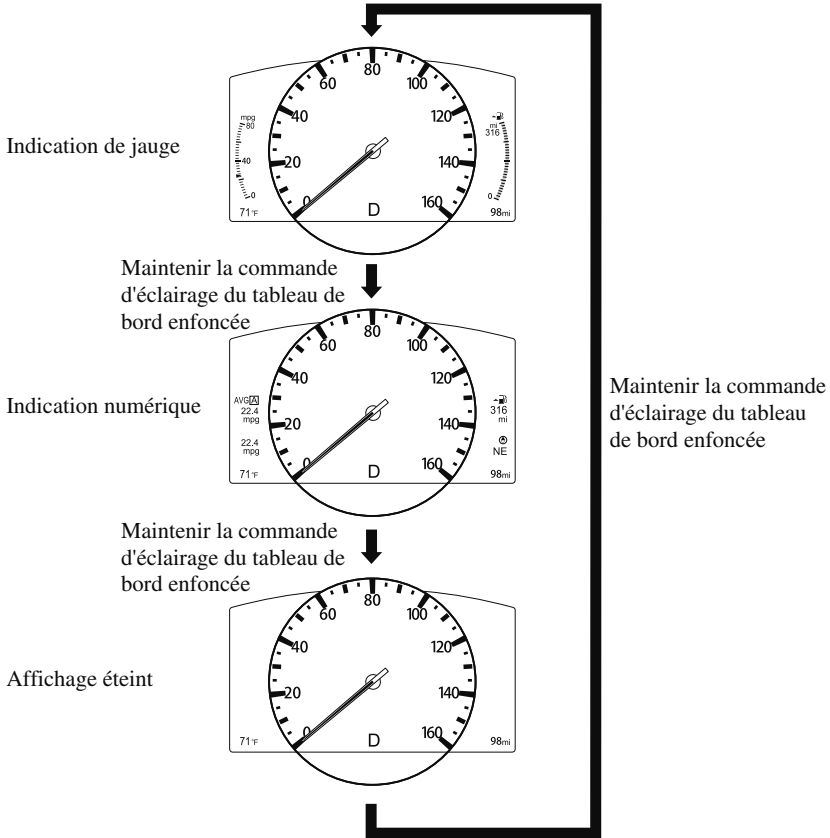 80
60
100
40
120
20
140
0
160
mpg
80
40
0
mi
316
0
71°F
D
98mi
Indication de jauge
Maintenir la commande
d'éclairage du tableau de
bord enfoncée
80
60
100
40
120
20
140
0
160
AVG A
22.4
mpg
22.4
mpg
316
mi
NE
71°F
D
98mi
Indication numérique
Maintenir la commande
d'éclairage du tableau
de bord enfoncée
Maintenir la commande
d'éclairage du tableau de
bord enfoncée
80
60
100
40
120
20
140
0
160
71°F
D
98mi
Affichage éteint